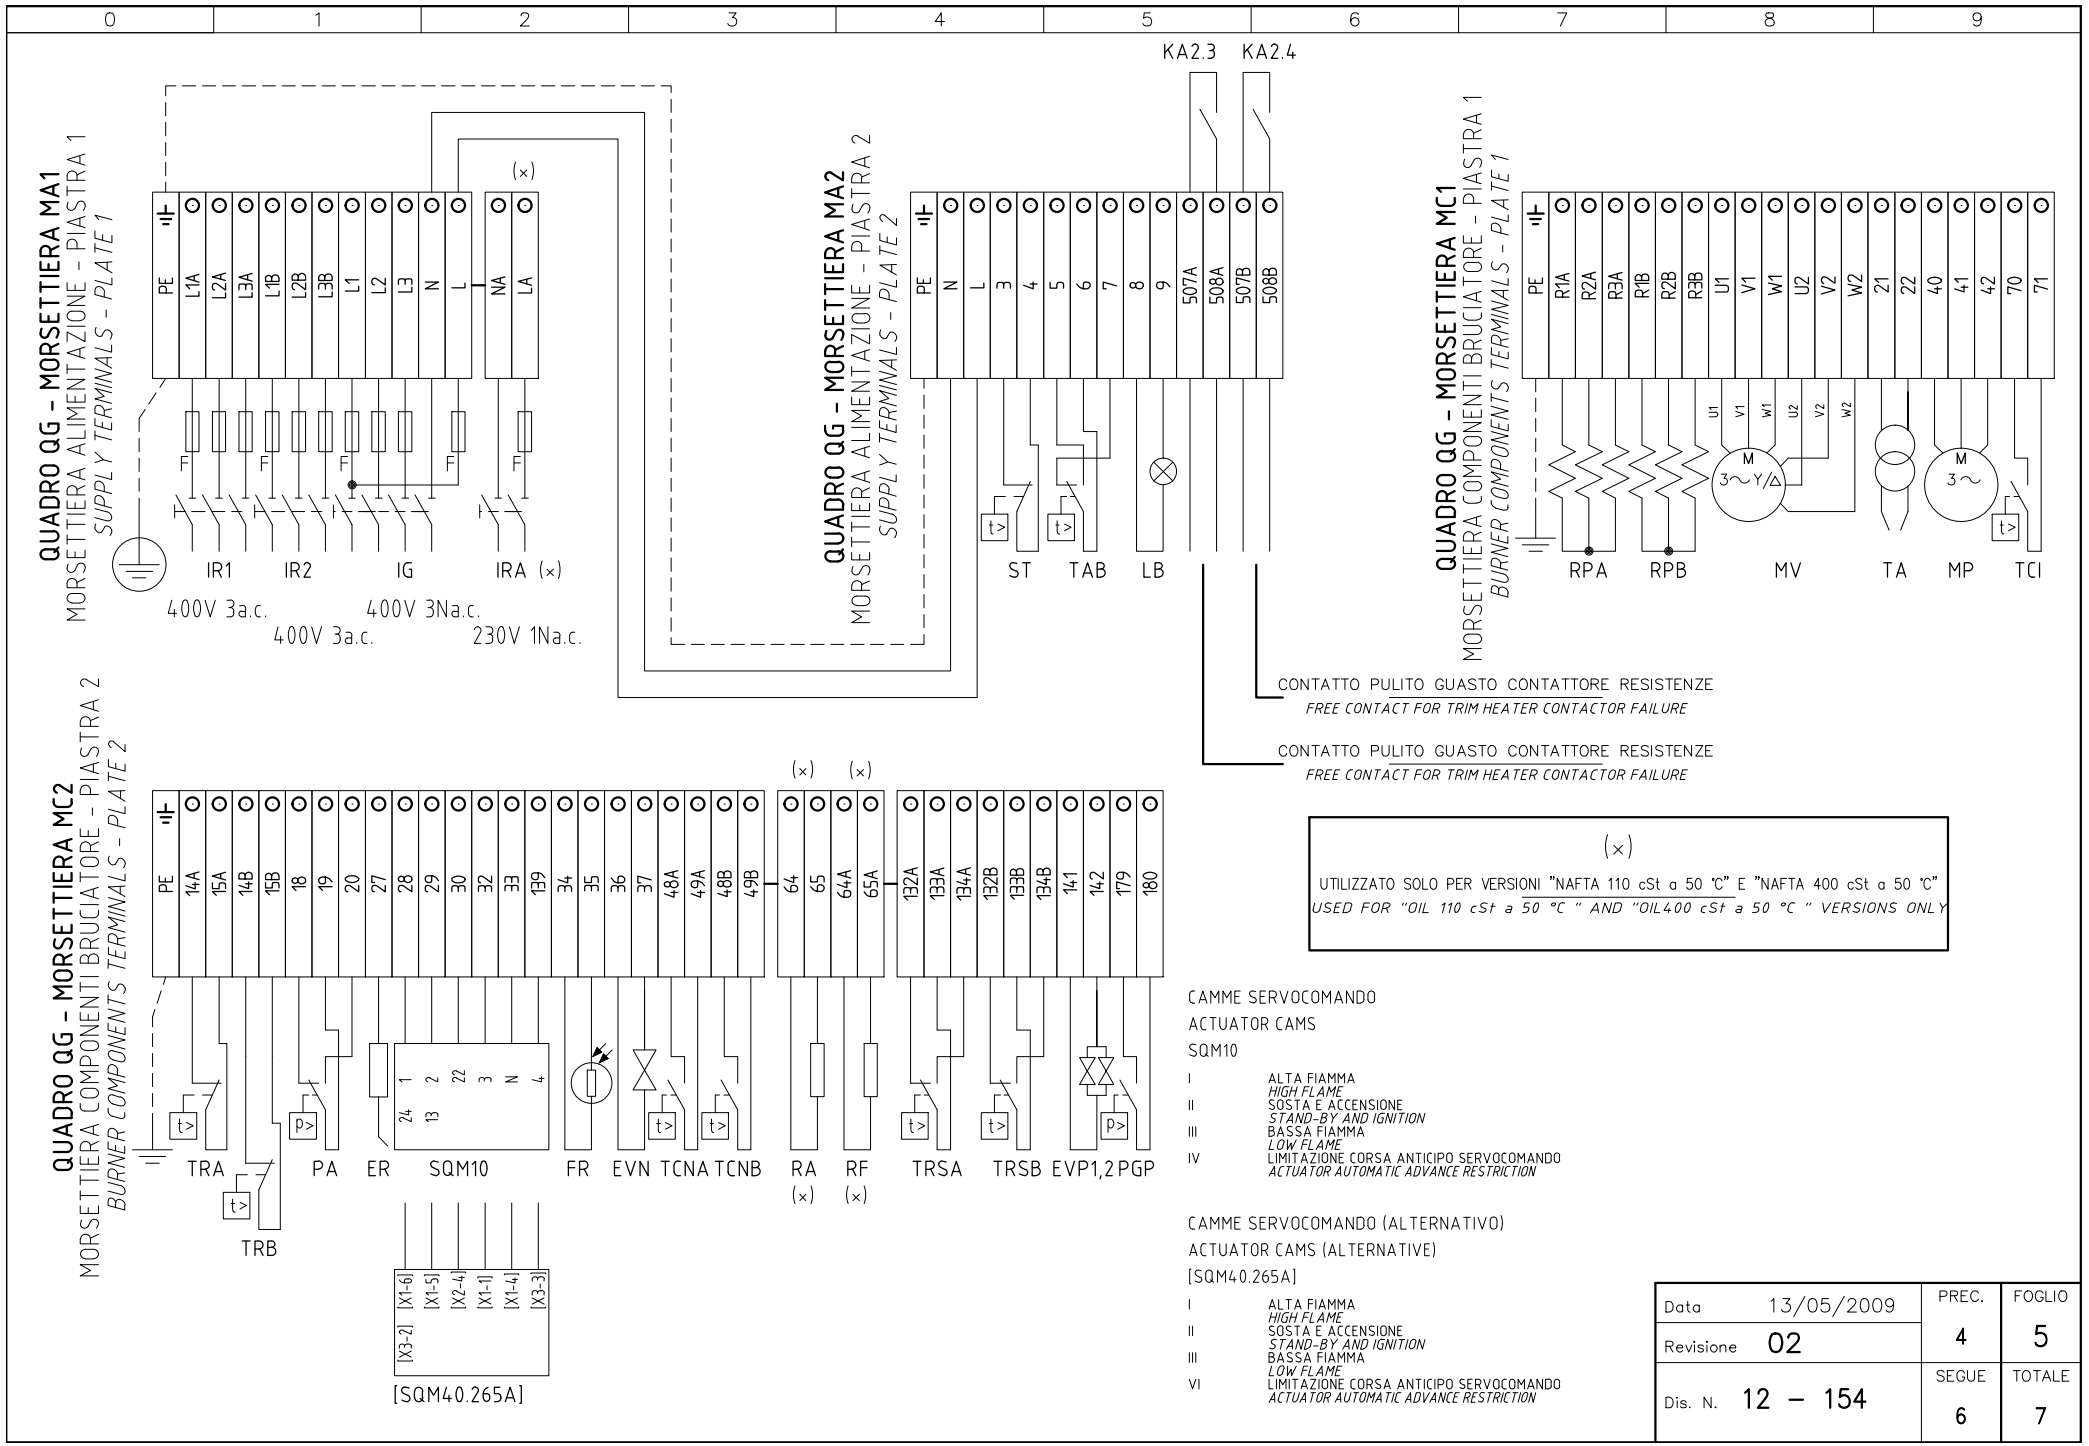 0 1 2 3 4 5 6 7 8 9
KA2.3 KA2.4
QUADRO QG - MORSETTIERA MA1
MORSETTIERA ALIMENTAZIONE - PIASTRA 1
SUPPLY TERMINALS - PLATE 1
(x)
PE L1A L2A L3A L1B L2B L3B L1 L2 L3 N L NA LA
F F F F F
IR1 IR2 IG IRA (x)
400V 3a.c. 400V 3Na.c.
400V 3a.c. 230V 1Na.c.
QUADRO QG - MORSETTIERA MA2
MORSETTIERA ALIMENTAZIONE - PIASTRA 2
SUPPLY TERMINALS - PLATE 2
PE N L 3 4 5 6 7 8 9 507A 508A 507B 508B
t> t>
ST TAB LB
QUADRO QG - MORSETTIERA MC1
MORSETTIERA COMPONENTI BRUCIATORE - PIASTRA 1
BURNER COMPONENTS TERMINALS - PLATE 1
PE R1A R2A R3A R1B R2B R3B U1 V1 W1 U2 V2 W2 21 22 40 41 42 70 71
U1 V1 W1 U2 V2 W2
M M
3~Y/△ 3~
t>
RPA RPB MV TA MP TCI
CONTATTO PULITO GUASTO CONTATTORE RESISTENZE
FREE CONTACT FOR TRIM HEATER CONTACTOR FAILURE
CONTATTO PULITO GUASTO CONTATTORE RESISTENZE
FREE CONTACT FOR TRIM HEATER CONTACTOR FAILURE
QUADRO QG - MORSETTIERA MC2
MORSETTIERA COMPONENTI BRUCIATORE - PIASTRA 2
BURNER COMPONENTS TERMINALS - PLATE 2
(x) (x)
PE 14A 15A 14B 15B 18 19 20 27 28 29 30 32 33 139 34 35 36 37 48A 49A 48B 49B 64 65 64A 65A 132A 133A 134A 132B 133B 134B 141 142 179 180
1 2 22 3 N 4
24 13
t> p> t> t> t> t> p>
TRA PA ER SQM10 FR EVN TCNA TCNB RA RF TRSA TRSB EVP1,2 PGP
(x) (x)
t>
TRB
[X1-6] [X1-5] [X2-4] [X1-1] [X1-4] [X3-3]
[X3-2]
[SQM40.265A]
(x)
UTILIZZATO SOLO PER VERSIONI "NAFTA 110 cSt a 50 °C" E "NAFTA 400 cSt a 50 °C"
USED FOR "OIL 110 cSt a 50 °C " AND "OIL400 cSt a 50 °C " VERSIONS ONLY
CAMME SERVOCOMANDO
ACTUATOR CAMS
SQM10
I ALTA FIAMMA
HIGH FLAME
II SOSTA E ACCENSIONE
STAND-BY AND IGNITION
III BASSA FIAMMA
LOW FLAME
IV LIMITAZIONE CORSA ANTICIPO SERVOCOMANDO
ACTUATOR AUTOMATIC ADVANCE RESTRICTION
CAMME SERVOCOMANDO (ALTERNATIVO)
ACTUATOR CAMS (ALTERNATIVE)
[SQM40.265A]
I ALTA FIAMMA
HIGH FLAME
II SOSTA E ACCENSIONE
STAND-BY AND IGNITION
III BASSA FIAMMA
LOW FLAME
VI LIMITAZIONE CORSA ANTICIPO SERVOCOMANDO
ACTUATOR AUTOMATIC ADVANCE RESTRICTION
Data 13/05/2009 PREC. FOGLIO
4 5
Revisione 02
SEGUE TOTALE
Dis. N. 12 - 154
6 7